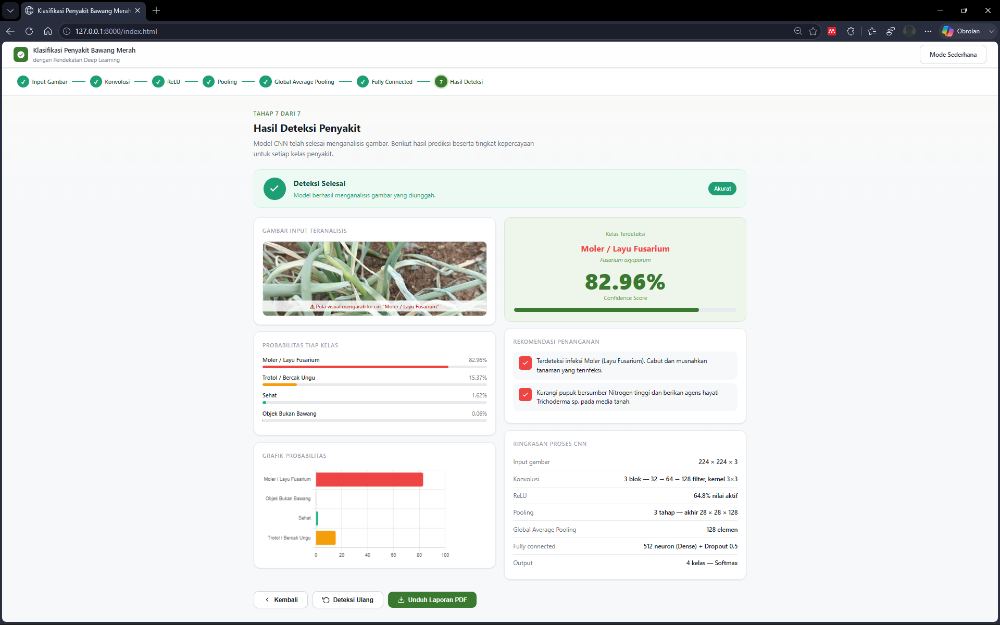 Klasifikasi Penyakit Bawang Merah
127.0.0.1:8000/index.html
Obrolan
Klasifikasi Penyakit Bawang Merah
dengan Pendekatan Deep Learning
Mode Sederhana
Input Gambar
Konvolusi
ReLU
Pooling
Global Average Pooling
Fully Connected
7 Hasil Deteksi
TAHAP 7 DARI 7
Hasil Deteksi Penyakit
Model CNN telah selesai menganalisis gambar. Berikut hasil prediksi beserta tingkat kepercayaan
untuk setiap kelas penyakit.
Deteksi Selesai
Model berhasil menganalisis gambar yang diunggah.
Akurat
GAMBAR INPUT TERANALISIS
⚠ Pola visual mengarah ke ciri "Moler / Layu Fusarium"
Kelas Terdeteksi
Moler / Layu Fusarium
Fusarium oxysporum
82.96%
Confidence Score
PROBABILITAS TIAP KELAS
Moler / Layu Fusarium 82.96%
Trotol / Bercak Ungu 15.37%
Sehat 1.62%
Objek Bukan Bawang 0.06%
REKOMENDASI PENANGANAN
Terdeteksi infeksi Moler (Layu Fusarium). Cabut dan musnahkan
tanaman yang terinfeksi.
Kurangi pupuk bersumber Nitrogen tinggi dan berikan agens hayati
Trichoderma sp. pada media tanah.
GRAFIK PROBABILITAS
Moler / Layu Fusarium
Objek Bukan Bawang
Sehat
Trotol / Bercak Ungu
0 20 40 60 80 100
RINGKASAN PROSES CNN
Input gambar 224 × 224 × 3
Konvolusi 3 blok — 32 → 64 → 128 filter, kernel 3×3
ReLU 64.8% nilai aktif
Pooling 3 tahap — akhir 28 × 28 × 128
Global Average Pooling 128 elemen
Fully connected 512 neuron (Dense) + Dropout 0.5
Output 4 kelas — Softmax
Kembali
Deteksi Ulang
Unduh Laporan PDF